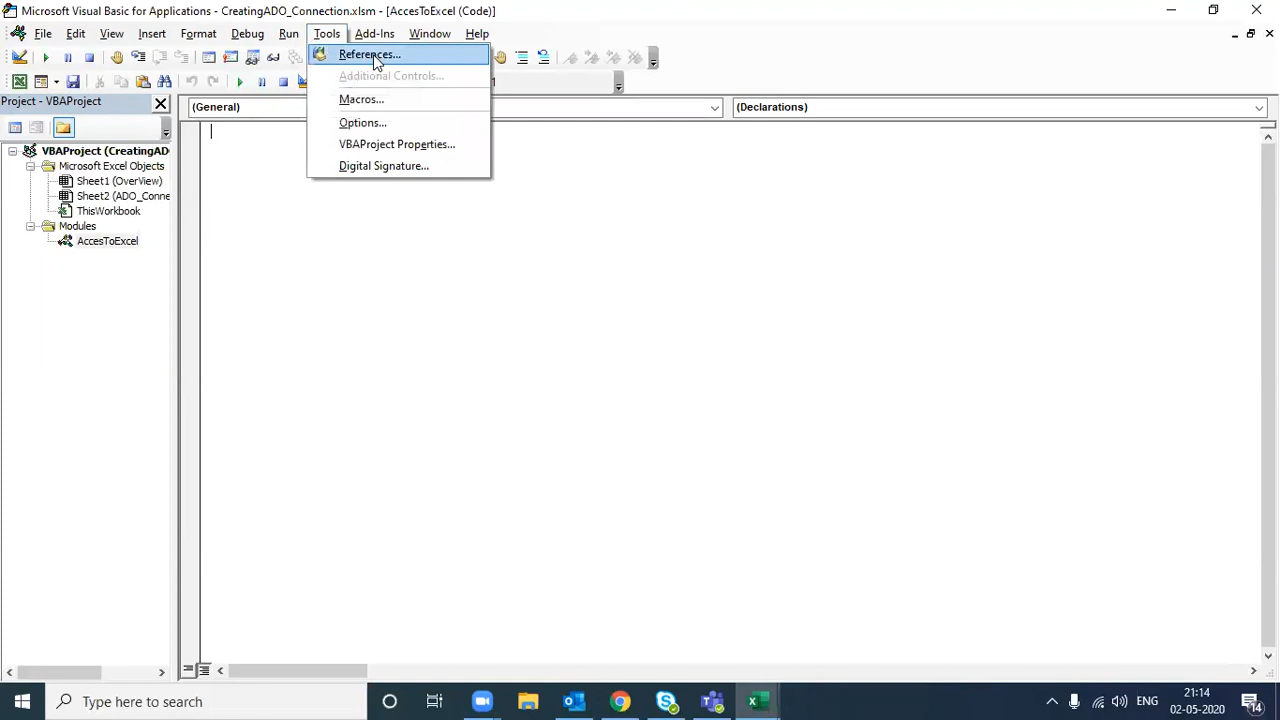 Microsoft Visual Basic for Applications - CreatingADO_Connection.xlsm - [AccesToExcel (Code)]
File Edit View Insert Format Debug Run Tools Add-Ins Window Help
References...
Additional Controls...
Macros...
Options...
VBAProject Properties...
Digital Signature...
Project - VBAProject
(General)
(Declarations)
VBAProject (CreatingAD
Microsoft Excel Objects
Sheet1 (OverView)
Sheet2 (ADO_Conne
ThisWorkbook
Modules
AccesToExcel
Type here to search
ENG
21:14
02-05-2020
14